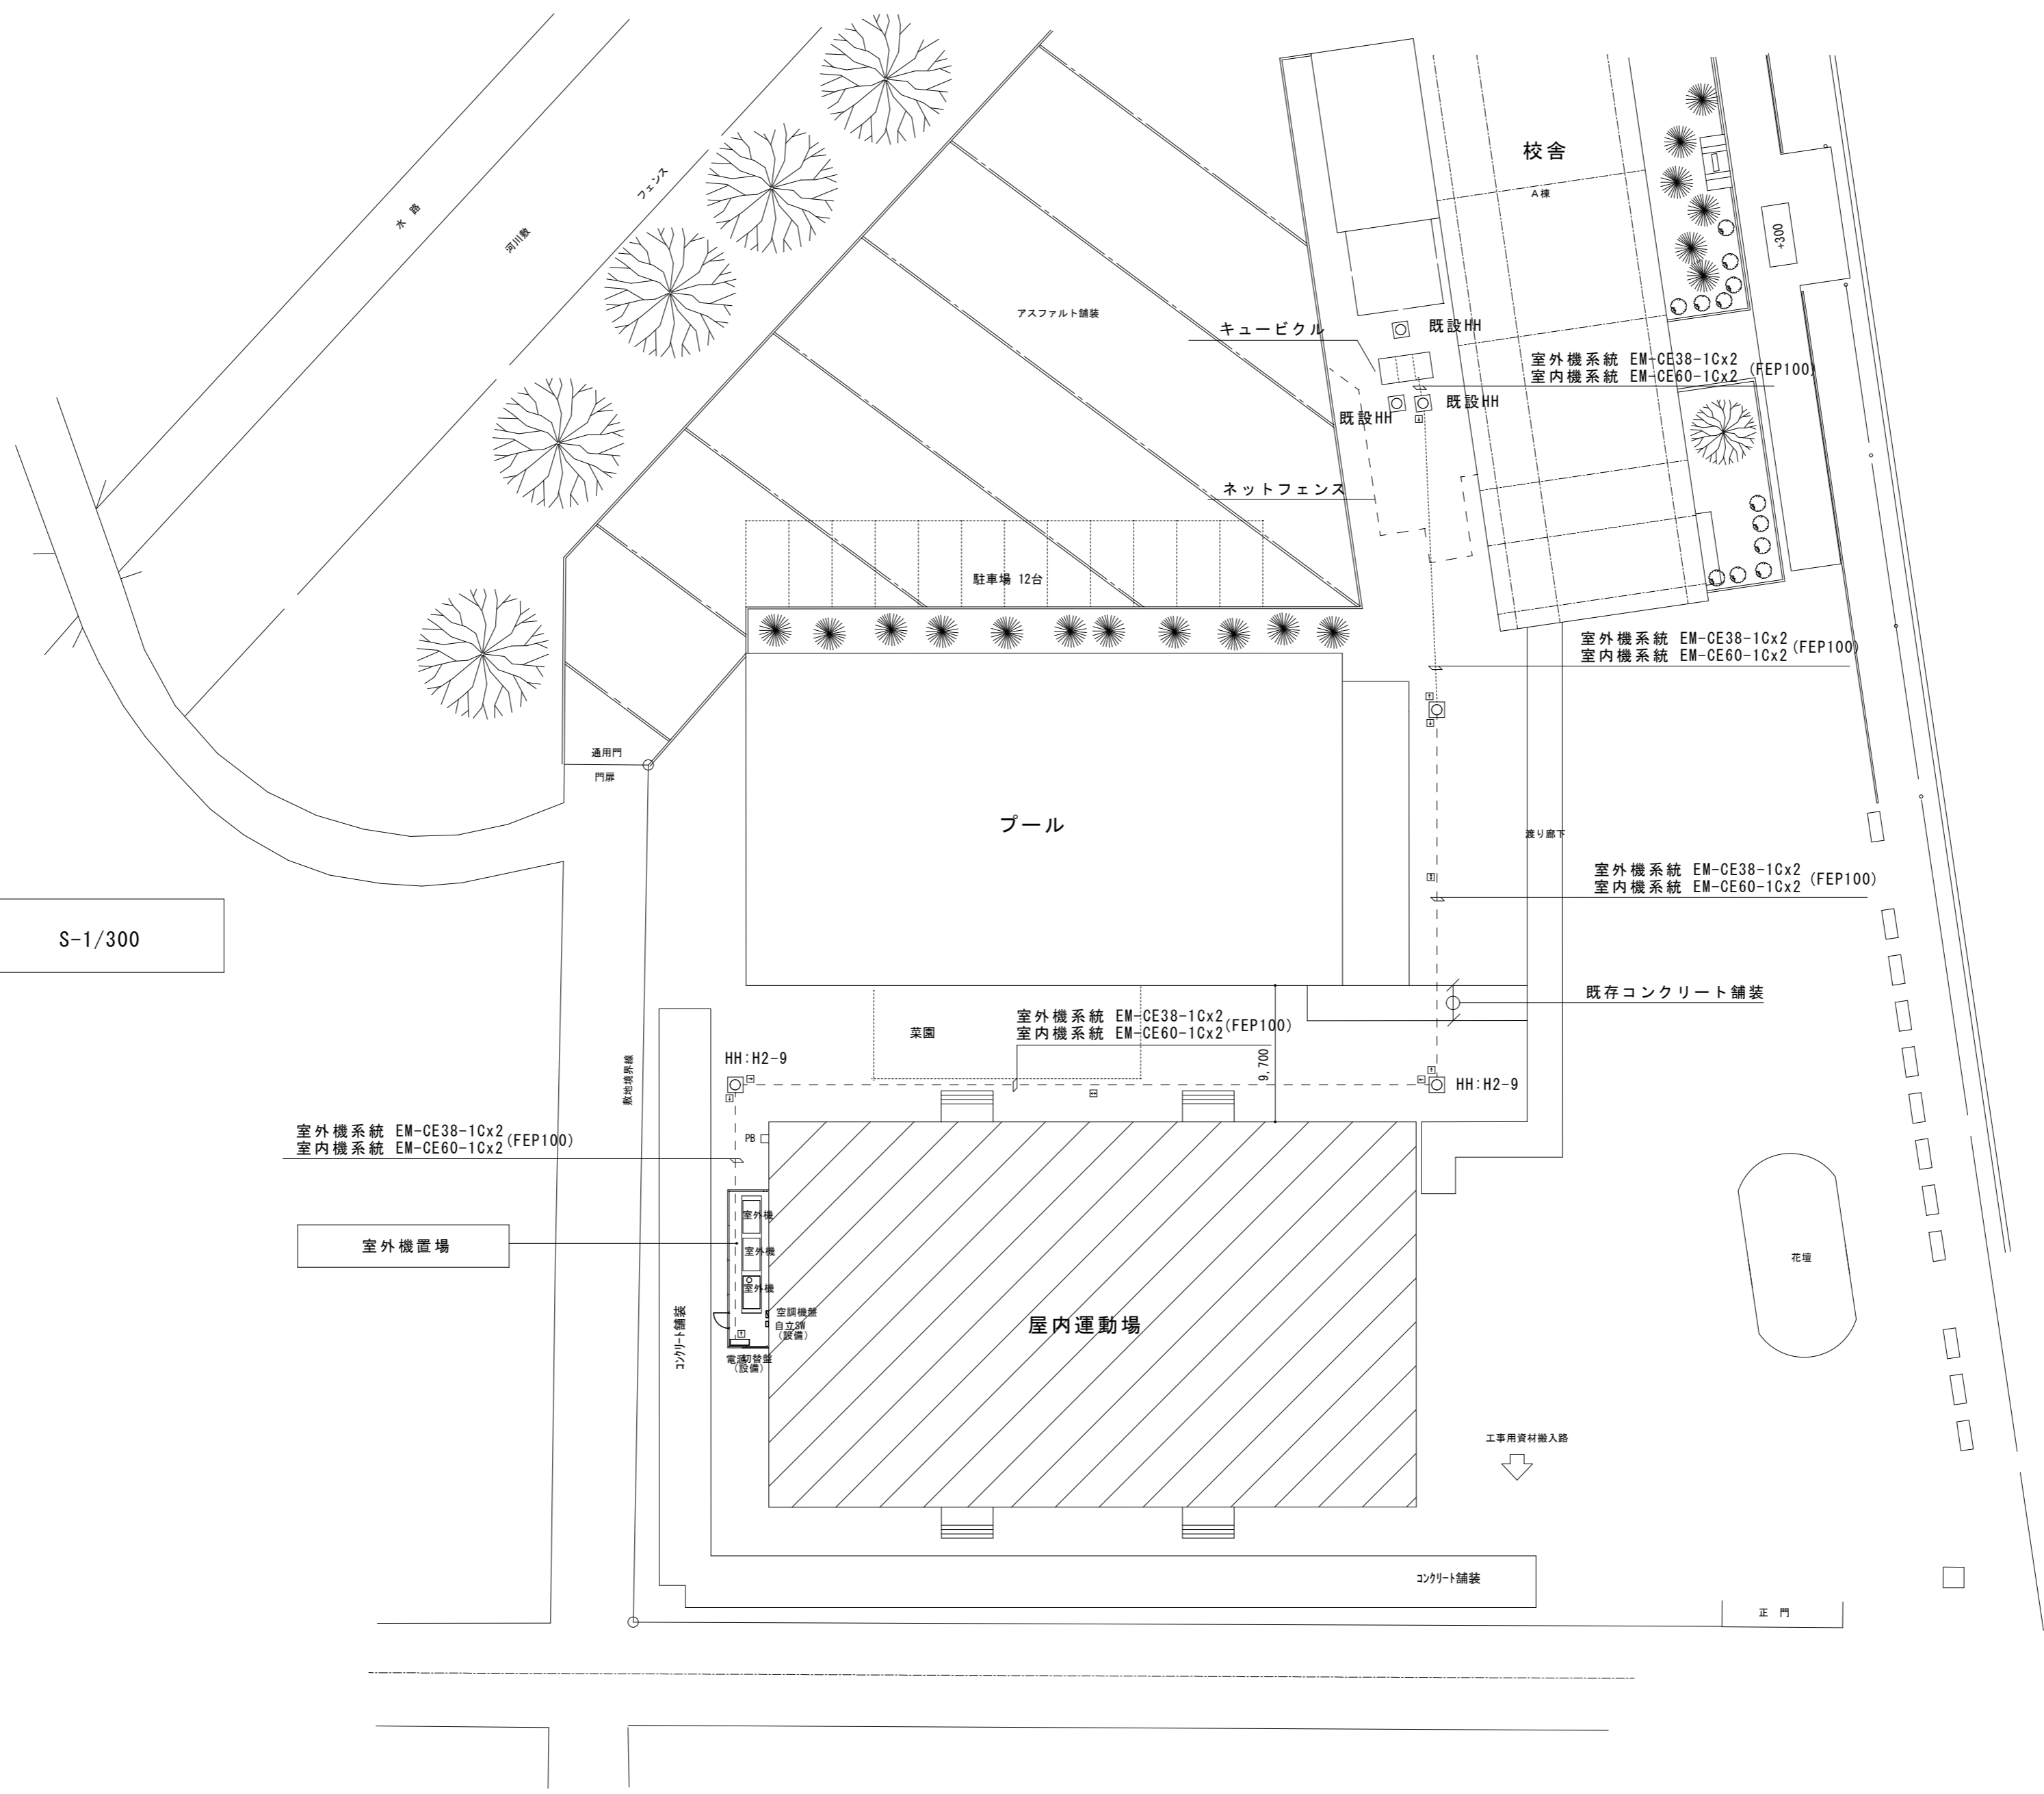 水 路
河川敷
フェンス
校舎
A棟
+300
アスファルト舗装
キュービクル
既設HH
室外機系統 EM-CE38-1Cx2
室内機系統 EM-CE60-1Cx2 (FEP100)
既設HH
既設HH
ネットフェンス
駐車場 12台
室外機系統 EM-CE38-1Cx2
室内機系統 EM-CE60-1Cx2 (FEP100)
通用門
門扉
プール
渡り廊下
室外機系統 EM-CE38-1Cx2
室内機系統 EM-CE60-1Cx2 (FEP100)
S-1/300
既存コンクリート舗装
菜園
室外機系統 EM-CE38-1Cx2
室内機系統 EM-CE60-1Cx2 (FEP100)
9,700
HH:H2-9
HH:H2-9
敷地境界線
室外機系統 EM-CE38-1Cx2
室内機系統 EM-CE60-1Cx2 (FEP100)
PB
室外機
室外機置場
室外機
室外機
花壇
コンクリート舗装
空調機盤
自立SW
(設備)
屋内運動場
電源切替盤
(設備)
工事用資材搬入路
コンクリート舗装
正 門